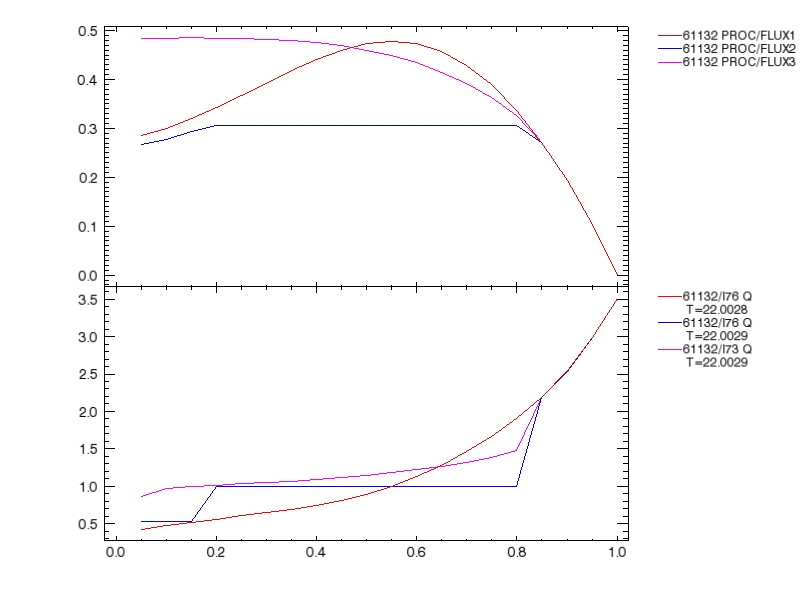 61132 PROC/FLUX1
61132 PROC/FLUX2
61132 PROC/FLUX3
0.5
0.4
0.3
0.2
0.1
0.0
61132/I76 Q
T=22.0028
61132/I76 Q
T=22.0029
61132/I73 Q
T=22.0029
3.5
3.0
2.5
2.0
1.5
1.0
0.5
0.0 0.2 0.4 0.6 0.8 1.0